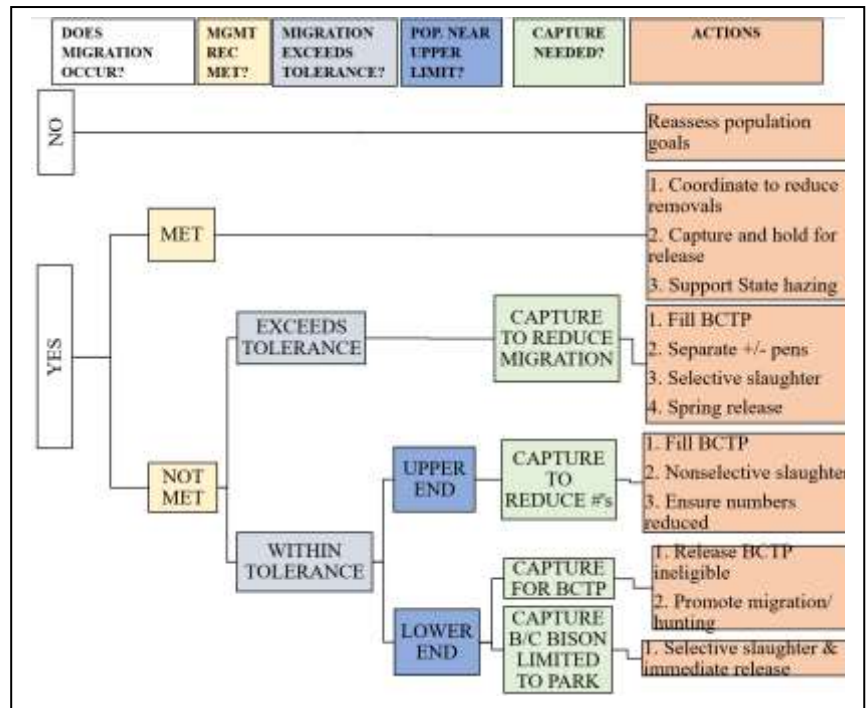 DOES
MIGRATION
OCCUR?
MGMT
REC
MET?
MIGRATION
EXCEEDS
TOLERANCE?
POP. NEAR
UPPER
LIMIT?
CAPTURE
NEEDED?
ACTIONS
NO
Reassess population
goals
YES
MET
1. Coordinate to reduce
removals
2. Capture and hold for
release
3. Support State hazing
NOT
MET
EXCEEDS
TOLERANCE
CAPTURE
TO REDUCE
MIGRATION
1. Fill BCTP
2. Separate +/- pens
3. Selective slaughter
4. Spring release
WITHIN
TOLERANCE
UPPER
END
CAPTURE
TO
REDUCE #'s
1. Fill BCTP
2. Nonselective slaughter
3. Ensure numbers
reduced
LOWER
END
CAPTURE
FOR BCTP
1. Release BCTP
ineligible
2. Promote migration/
hunting
CAPTURE
B/C BISON
LIMITED
TO PARK
1. Selective slaughter &
immediate release